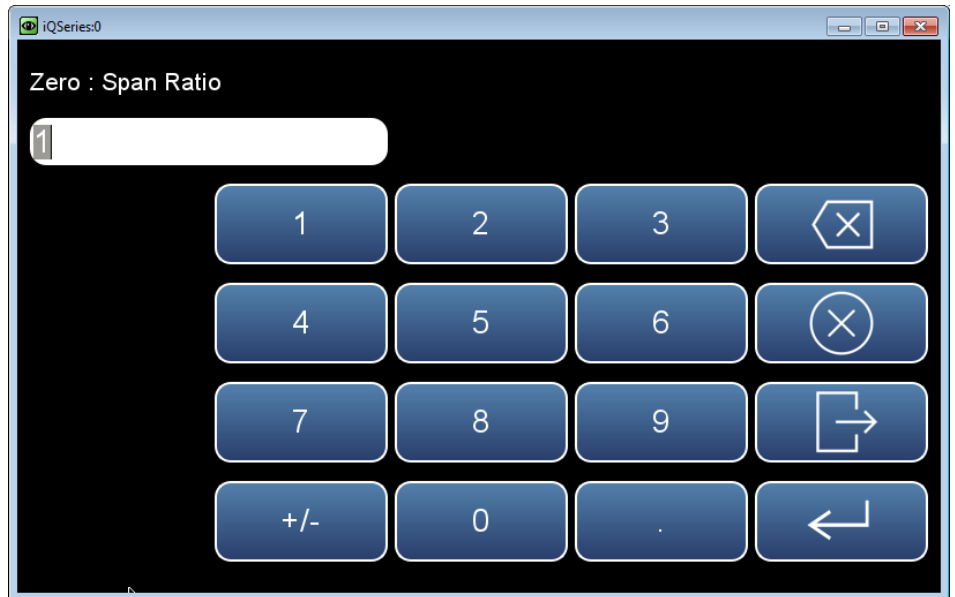 iQSeries:0
Zero : Span Ratio
1
1 2 3
4 5 6
7 8 9
+/- 0 .